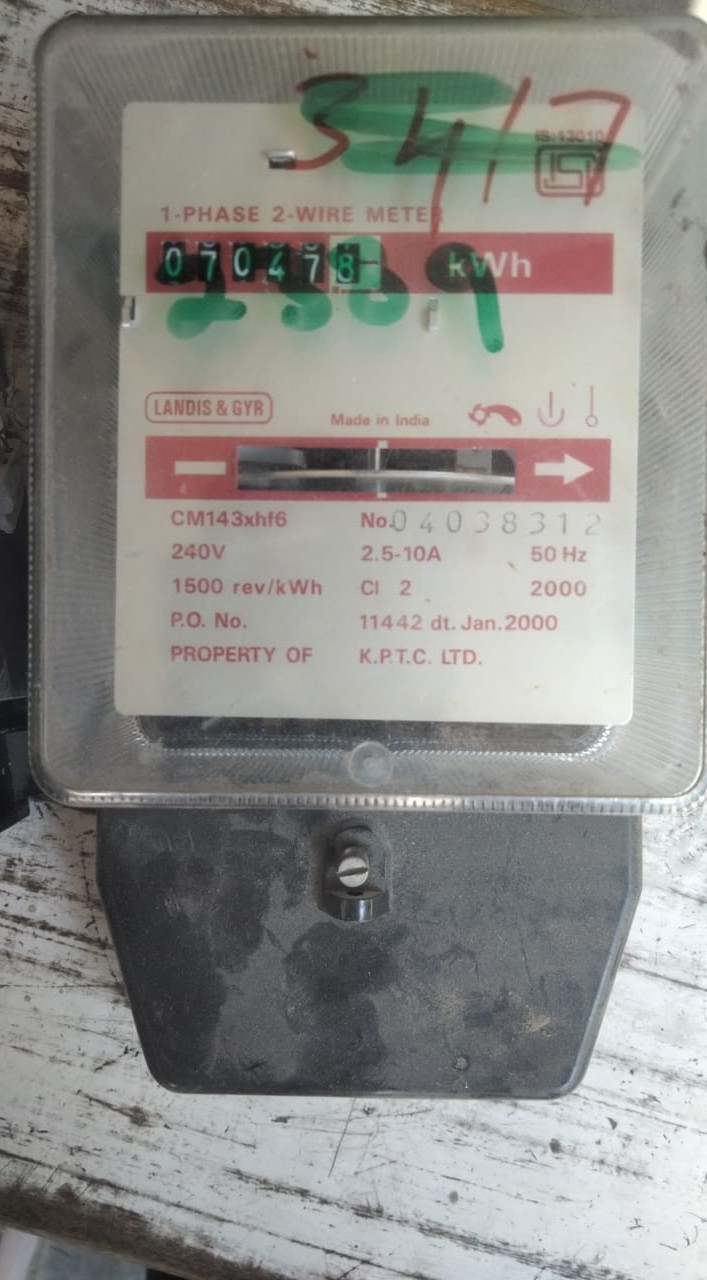 3417
IS:13010
1-PHASE 2-WIRE METER
070478 kWh
LANDIS & GYR
Made in India
CM143xhf6 No. 04038312
240V 2.5-10A 50 Hz
1500 rev/kWh Cl 2 2000
P.O. No. 11442 dt. Jan.2000
PROPERTY OF K.P.T.C. LTD.